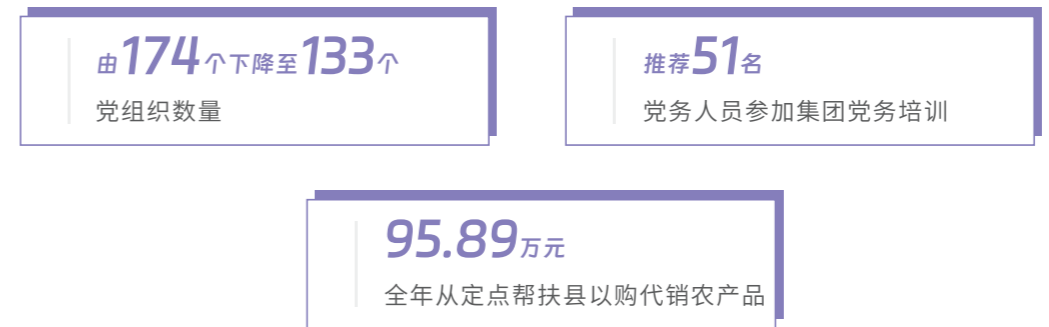 由174个下降至133个
党组织数量
推荐51名
党务人员参加集团党务培训
95.89万元
全年从定点帮扶县以购代销农产品